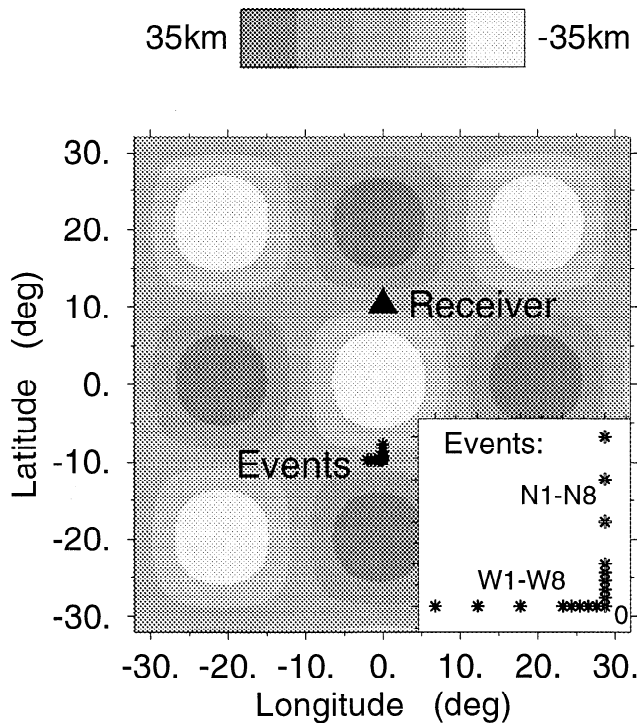 35km -35km
30.
20.
10.
0.
-10.
-20.
-30.
Latitude (deg)
Receiver
Events
Events:
N1-N8
W1-W8
0
-30. -20. -10. 0. 10. 20. 30.
Longitude (deg)